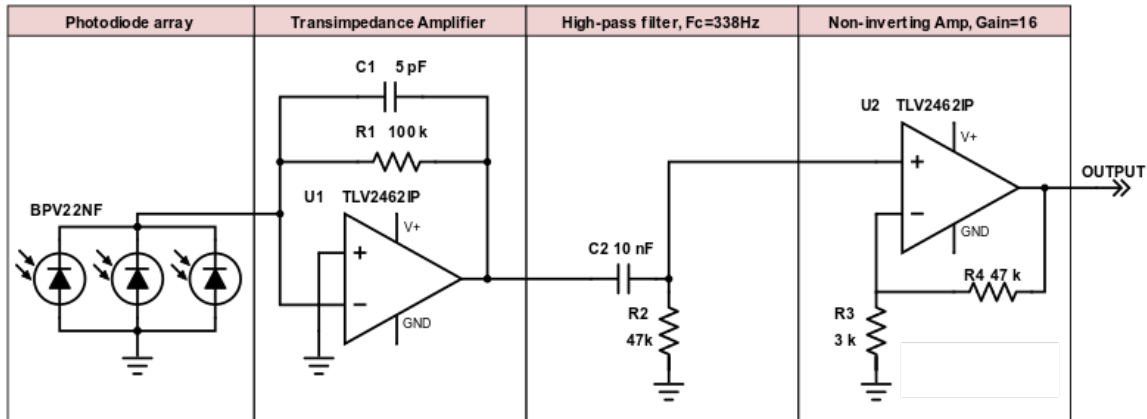 Photodiode array
Transimpedance Amplifier
High-pass filter, Fc=338Hz
Non-inverting Amp, Gain=16
C1 5 pF
R1 100 k
U1 TLV2462IP
V+
GND
BPV22NF
C2 10 nF
R2
47k
U2 TLV2462IP
V+
GND
OUTPUT
R4 47 k
R3
3 k